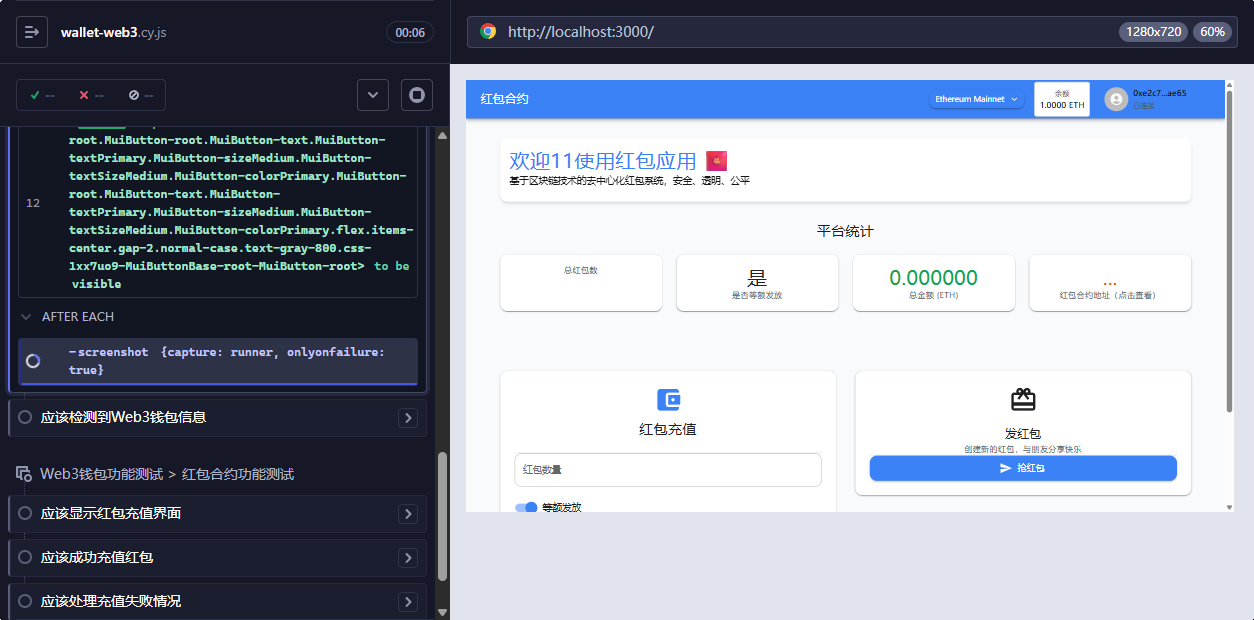 wallet-web3.cy.js
00:06
--
--
--
root.MuiButton-root.MuiButton-text.MuiButton-
textPrimary.MuiButton-sizeMedium.MuiButton-
textSizeMedium.MuiButton-colorPrimary.MuiButton-
root.MuiButton-text.MuiButton-
12
textPrimary.MuiButton-sizeMedium.MuiButton-
textSizeMedium.MuiButton-colorPrimary.flex.items-
center.gap-2.normal-case.text-gray-800.css-
1xx7uo9-MuiButtonBase-root-MuiButton-root> to be
visible
AFTER EACH
-screenshot {capture: runner, onlyonfailure:
true}
应该检测到Web3钱包信息
Web3钱包功能测试 > 红包合约功能测试
应该显示红包充值界面
应该成功充值红包
应该处理充值失败情况
http://localhost:3000/
1280x720
60%
红包合约
Ethereum Mainnet
余额
1.0000 ETH
0xe2c7...ae65
已连接
欢迎11使用红包应用
基于区块链技术的去中心化红包系统，安全、透明、公平
平台统计
总红包数
是
是否等额发放
0.000000
总金额 (ETH)
...
红包合约地址（点击查看）
红包充值
红包数量
等额发放
发红包
创建新的红包，与朋友分享快乐
抢红包